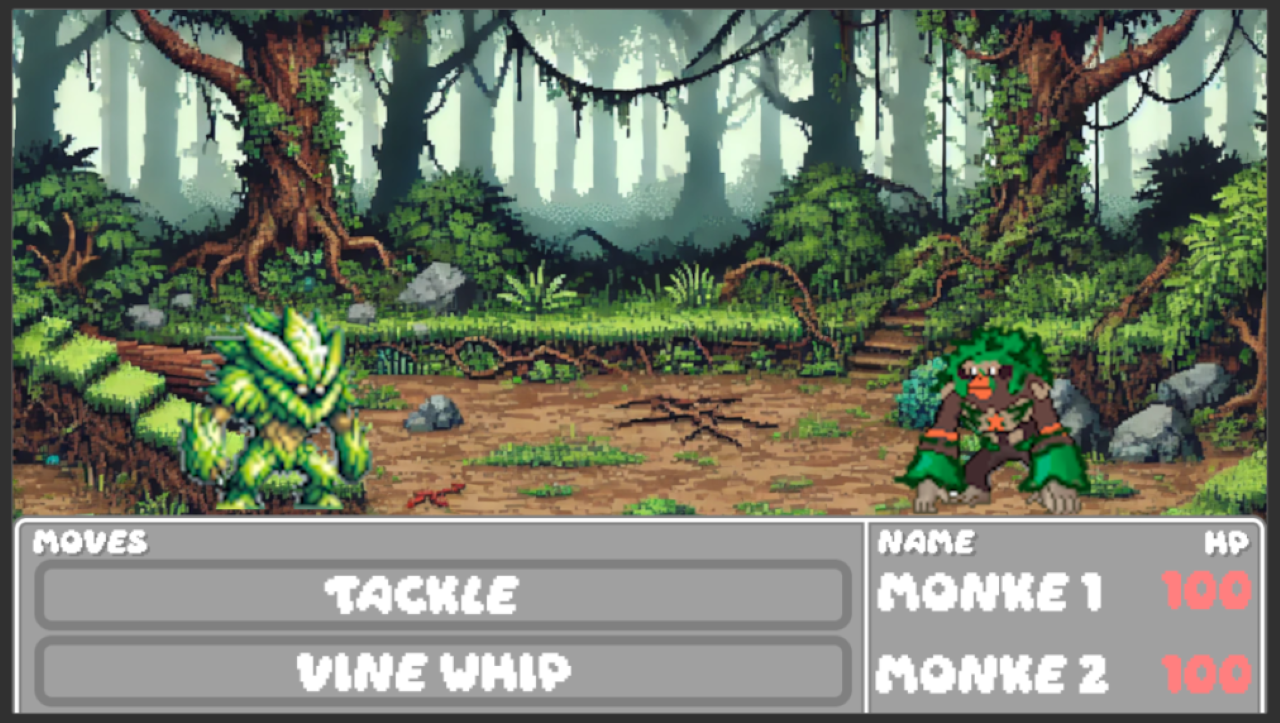 MOVES
TACKLE
VINE WHIP
NAME HP
MONKE 1 100
MONKE 2 100